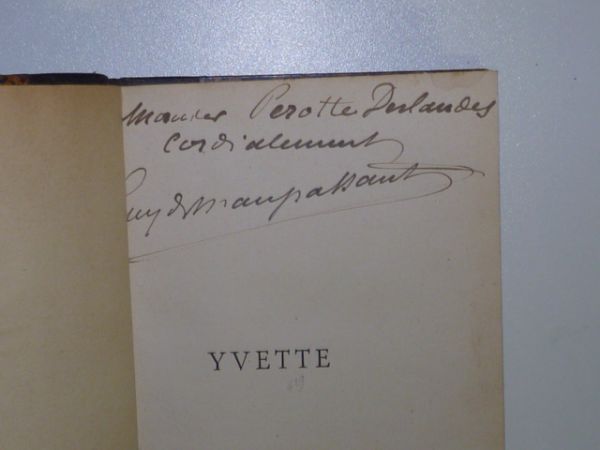 Perotte Deslandes
cordialement
Guy de Maupassant
YVETTE